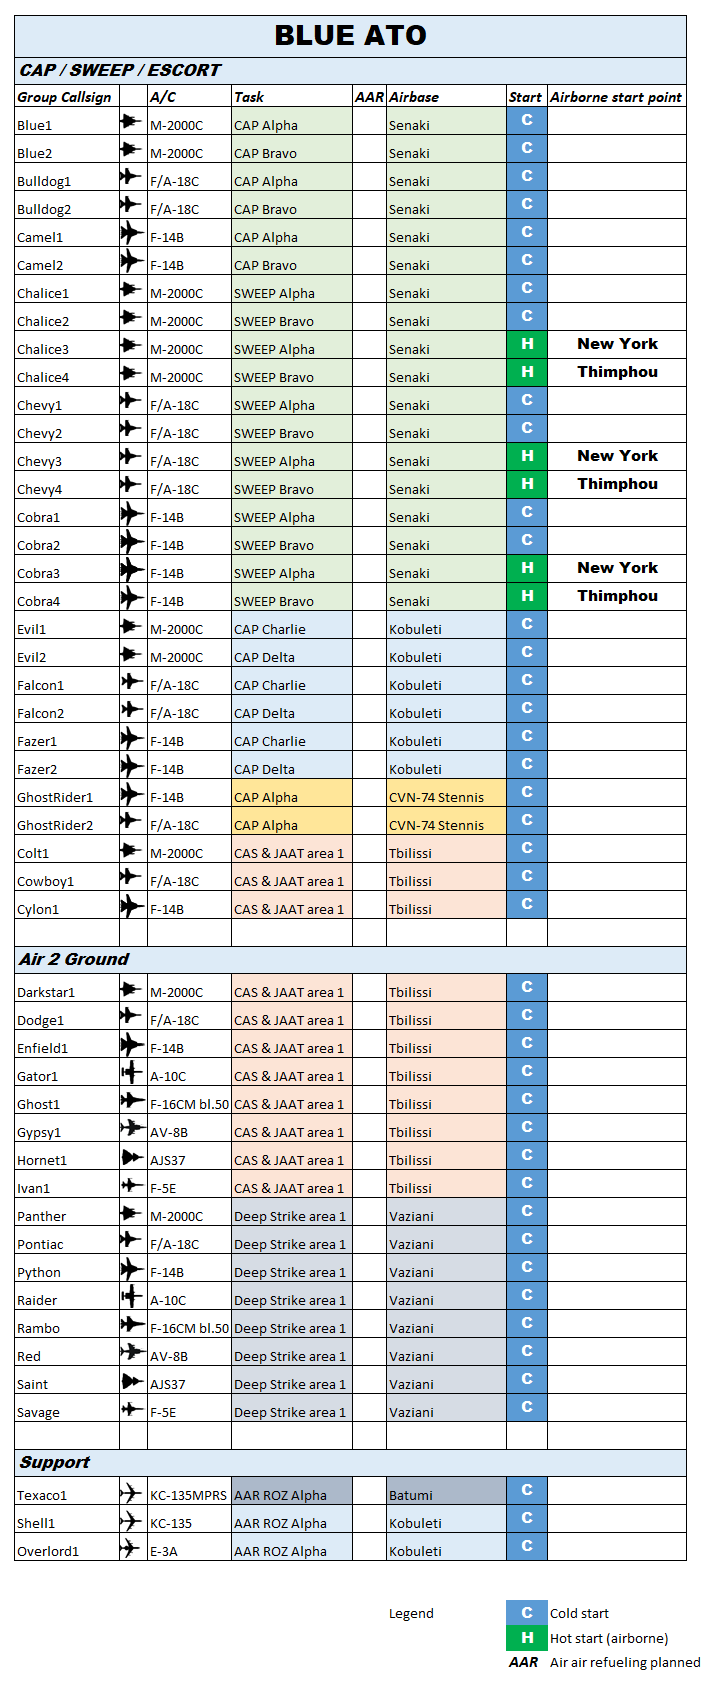 BLUE ATO
CAP / SWEEP / ESCORT
Group Callsign A/C Task AAR Airbase Start Airborne start point
Blue1 M-2000C CAP Alpha Senaki C
Blue2 M-2000C CAP Bravo Senaki C
Bulldog1 F/A-18C CAP Alpha Senaki C
Bulldog2 F/A-18C CAP Bravo Senaki C
Camel1 F-14B CAP Alpha Senaki C
Camel2 F-14B CAP Bravo Senaki C
Chalice1 M-2000C SWEEP Alpha Senaki C
Chalice2 M-2000C SWEEP Bravo Senaki C
Chalice3 M-2000C SWEEP Alpha Senaki H New York
Chalice4 M-2000C SWEEP Bravo Senaki H Thimphou
Chevy1 F/A-18C SWEEP Alpha Senaki C
Chevy2 F/A-18C SWEEP Bravo Senaki C
Chevy3 F/A-18C SWEEP Alpha Senaki H New York
Chevy4 F/A-18C SWEEP Bravo Senaki H Thimphou
Cobra1 F-14B SWEEP Alpha Senaki C
Cobra2 F-14B SWEEP Bravo Senaki C
Cobra3 F-14B SWEEP Alpha Senaki H New York
Cobra4 F-14B SWEEP Bravo Senaki H Thimphou
Evil1 M-2000C CAP Charlie Kobuleti C
Evil2 M-2000C CAP Delta Kobuleti C
Falcon1 F/A-18C CAP Charlie Kobuleti C
Falcon2 F/A-18C CAP Delta Kobuleti C
Fazer1 F-14B CAP Charlie Kobuleti C
Fazer2 F-14B CAP Delta Kobuleti C
GhostRider1 F-14B CAP Alpha CVN-74 Stennis C
GhostRider2 F/A-18C CAP Alpha CVN-74 Stennis C
Colt1 M-2000C CAS & JAAT area 1 Tbilissi C
Cowboy1 F/A-18C CAS & JAAT area 1 Tbilissi C
Cylon1 F-14B CAS & JAAT area 1 Tbilissi C
Air 2 Ground
Darkstar1 M-2000C CAS & JAAT area 1 Tbilissi C
Dodge1 F/A-18C CAS & JAAT area 1 Tbilissi C
Enfield1 F-14B CAS & JAAT area 1 Tbilissi C
Gator1 A-10C CAS & JAAT area 1 Tbilissi C
Ghost1 F-16CM bl.50 CAS & JAAT area 1 Tbilissi C
Gypsy1 AV-8B CAS & JAAT area 1 Tbilissi C
Hornet1 AJS37 CAS & JAAT area 1 Tbilissi C
Ivan1 F-5E CAS & JAAT area 1 Tbilissi C
Panther M-2000C Deep Strike area 1 Vaziani C
Pontiac F/A-18C Deep Strike area 1 Vaziani C
Python F-14B Deep Strike area 1 Vaziani C
Raider A-10C Deep Strike area 1 Vaziani C
Rambo F-16CM bl.50 Deep Strike area 1 Vaziani C
Red AV-8B Deep Strike area 1 Vaziani C
Saint AJS37 Deep Strike area 1 Vaziani C
Savage F-5E Deep Strike area 1 Vaziani C
Support
Texaco1 KC-135MPRS AAR ROZ Alpha Batumi C
Shell1 KC-135 AAR ROZ Alpha Kobuleti C
Overlord1 E-3A AAR ROZ Alpha Kobuleti C
Legend C Cold start
H Hot start (airborne)
AAR Air air refueling planned